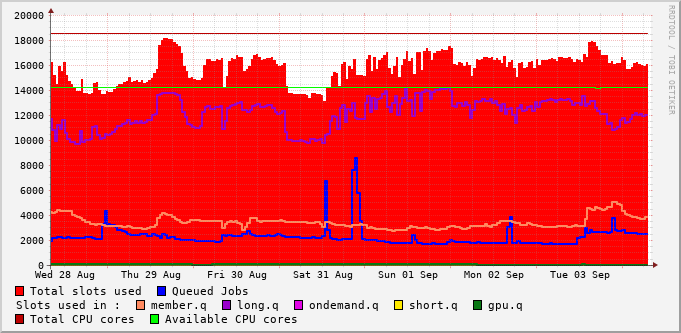 20000
18000
16000
14000
12000
10000
8000
6000
4000
2000
0
Wed 28 Aug Thu 29 Aug Fri 30 Aug Sat 31 Aug Sun 01 Sep Mon 02 Sep Tue 03 Sep
Total slots used Queued Jobs
Slots used in : member.q long.q ondemand.q short.q gpu.q
Total CPU cores Available CPU cores
RRDTOOL / TOBI OETIKER